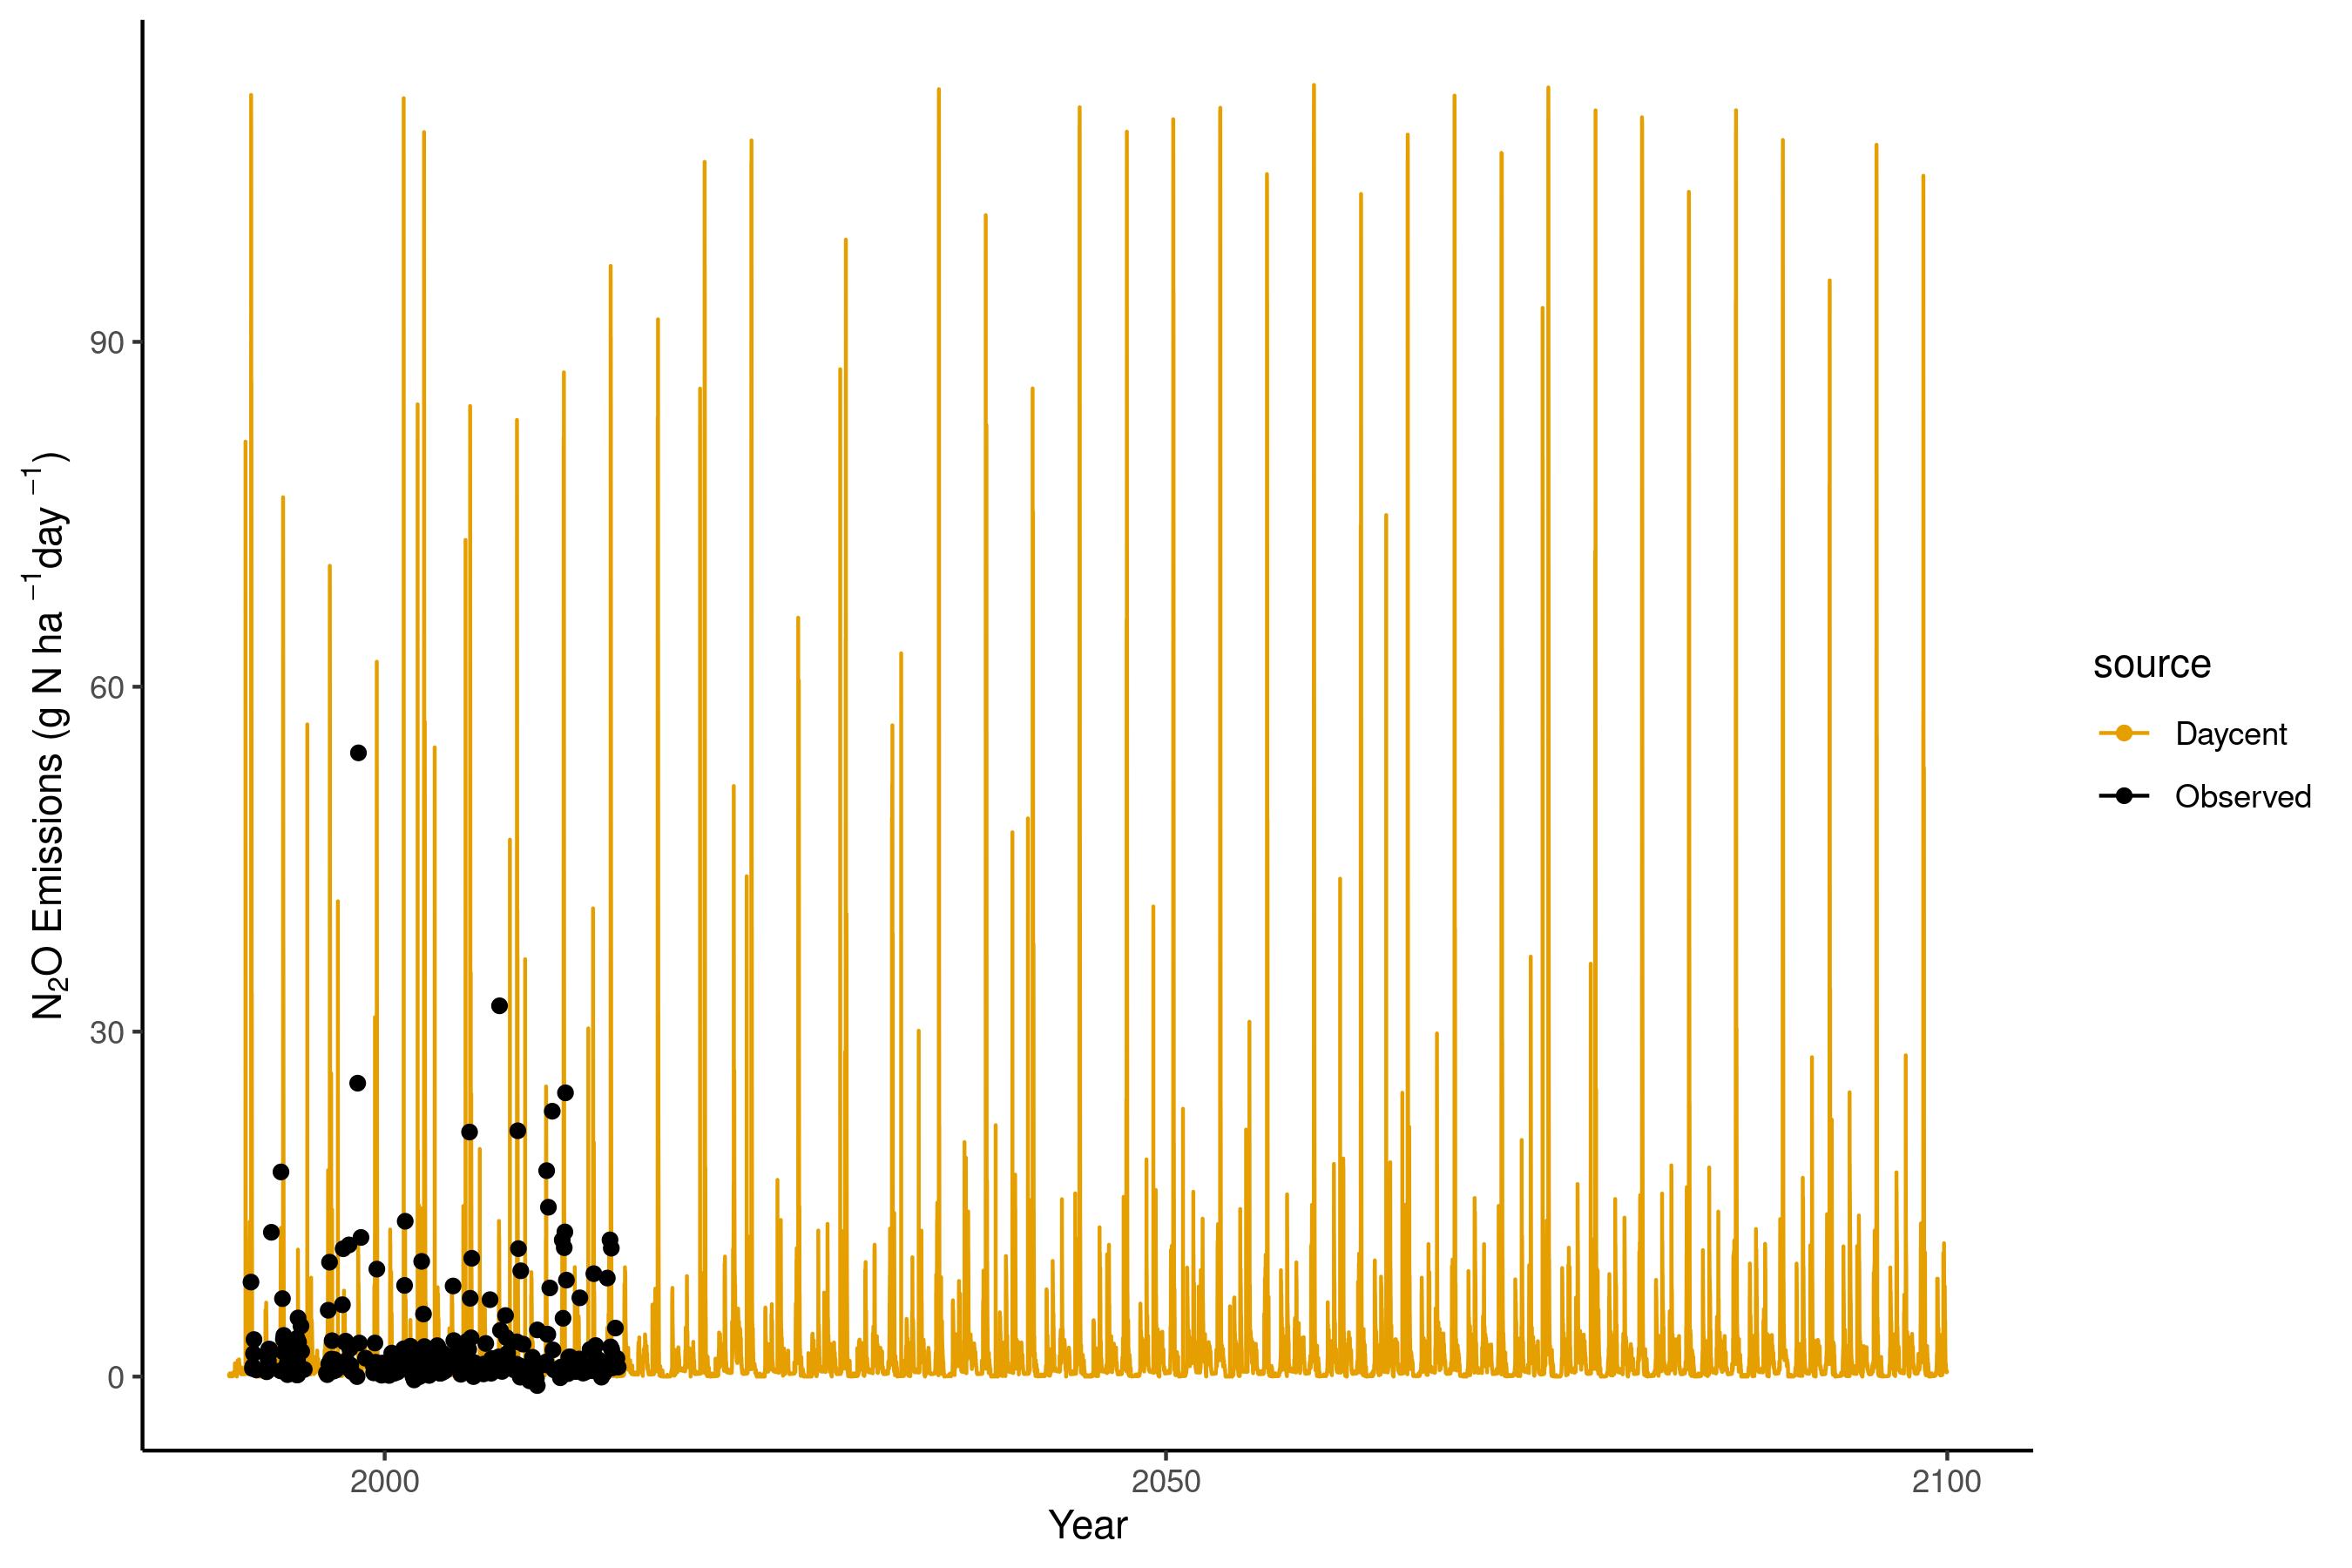 N₂O Emissions (g N ha ⁻¹day ⁻¹)
90
60
30
0
2000
2050
2100
Year
source
Daycent
Observed